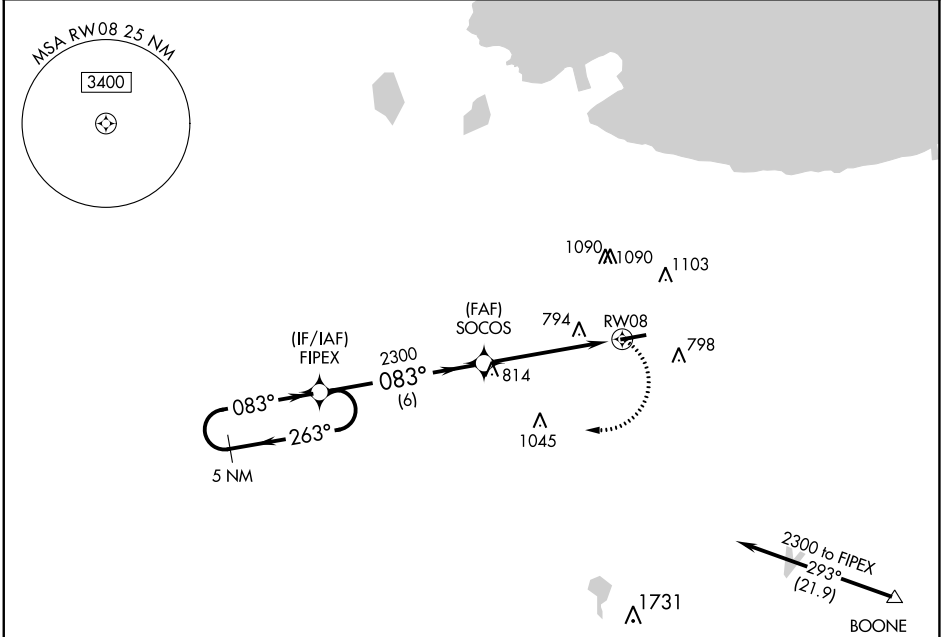 MSA RW08 25 NM
3400
1090
1090
1103
(FAF)
SOCOS
794
RW08
798
(IF/IAF)
FIPEX
2300
083°
(6)
814
083°
263°
1045
5 NM
2300 to FIPEX
293°
(21.9)
1731
BOONE